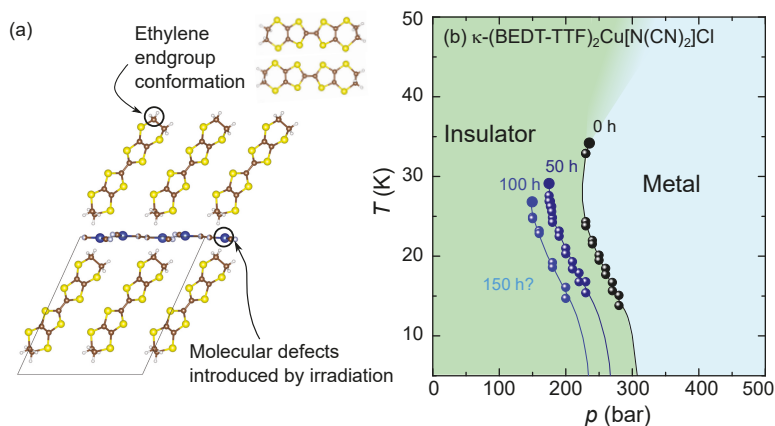 (a)
Ethylene
endgroup
conformation
Molecular defects
introduced by irradiation
(b) κ-(BEDT-TTF)₂Cu[N(CN)₂]Cl
Insulator
Metal
0 h
50 h
100 h
150 h?
T (K)
50
40
30
20
10
0 100 200 300 400 500
p (bar)